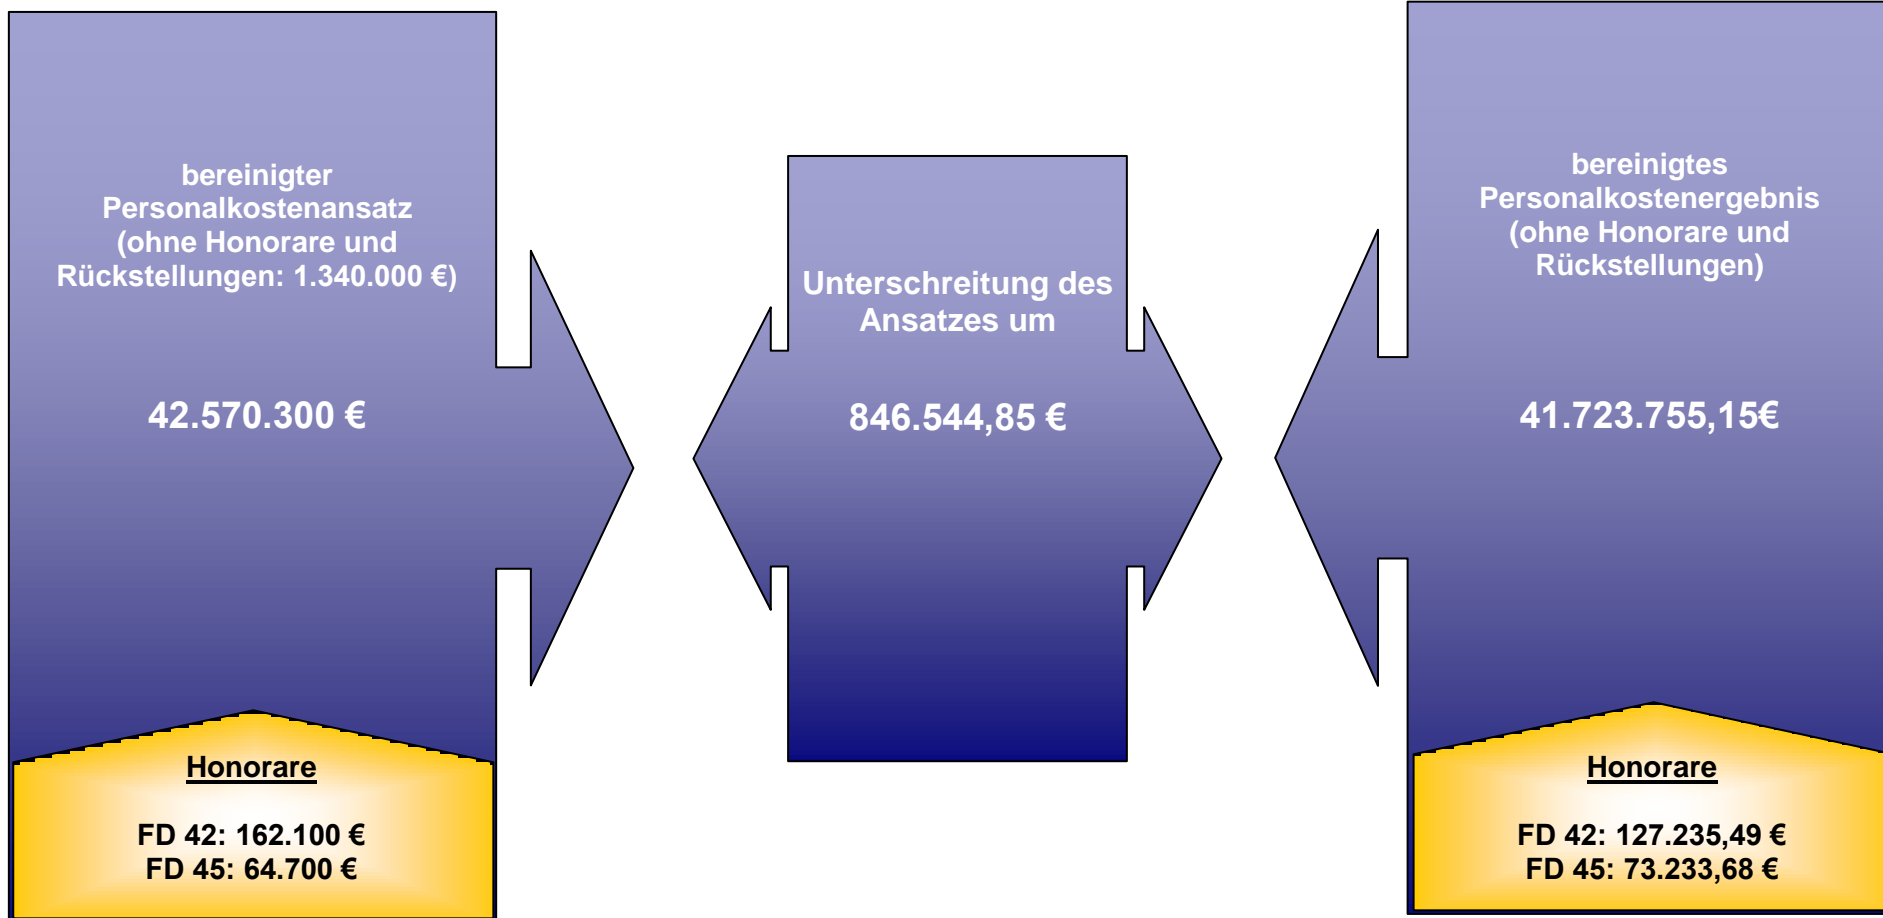 bereinigter
Personalkostenansatz
(ohne Honorare und
Rückstellungen: 1.340.000 €)
42.570.300 €
Honorare
FD 42: 162.100 €
FD 45: 64.700 €
Unterschreitung des
Ansatzes um
846.544,85 €
bereinigtes
Personalkostenergebnis
(ohne Honorare und
Rückstellungen)
41.723.755,15€
Honorare
FD 42: 127.235,49 €
FD 45: 73.233,68 €